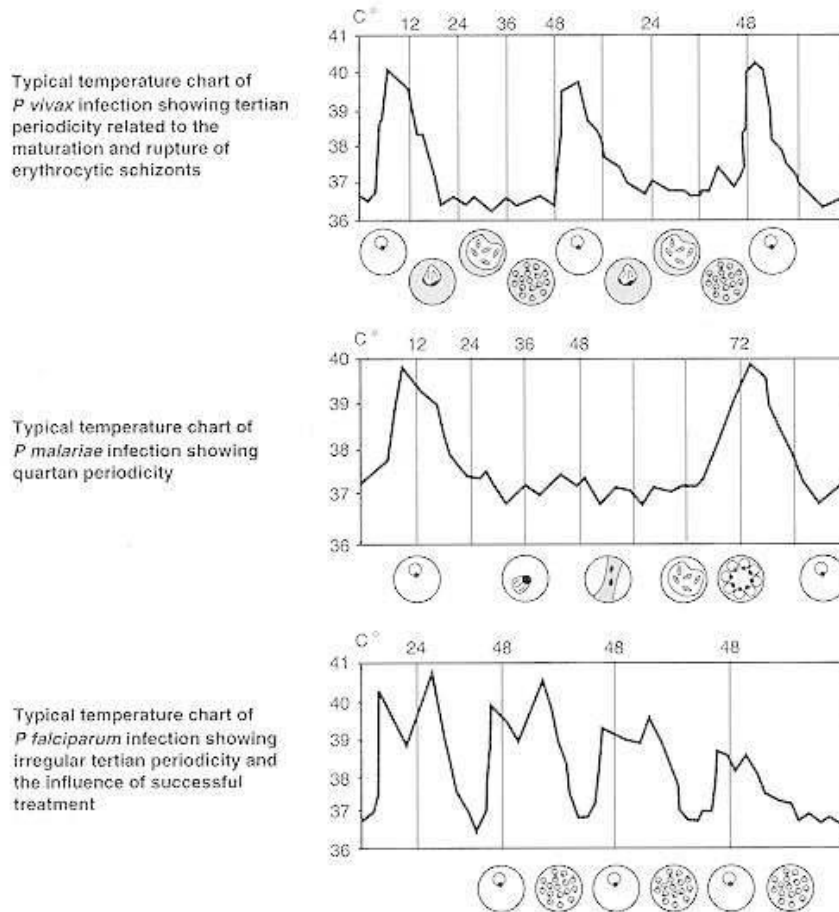 C°
12 24 36 48 24 48
41
40
39
38
37
36
Typical temperature chart of
P vivax infection showing tertian
periodicity related to the
maturation and rupture of
erythrocytic schizonts
C°
12 24 36 48 72
40
39
38
37
36
Typical temperature chart of
P malariae infection showing
quartan periodicity
C°
24 48 48 48
41
40
39
38
37
36
Typical temperature chart of
P falciparum infection showing
irregular tertian periodicity and
the influence of successful
treatment